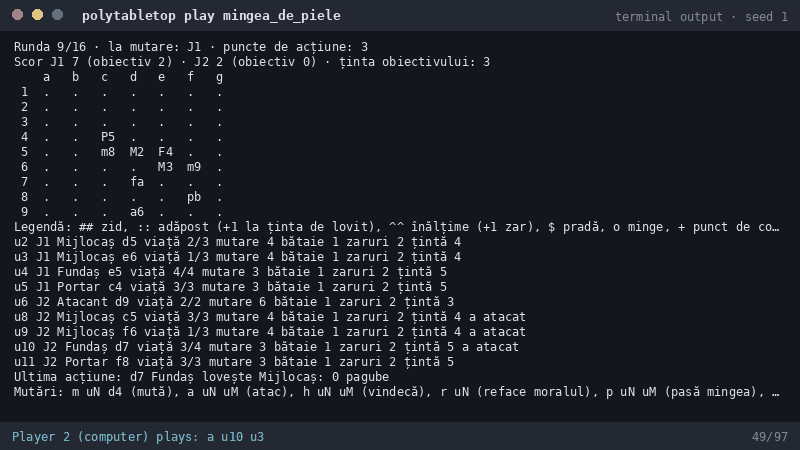 polytabletop play mingea_de_piele
terminal output · seed 1
Runda 9/16 · la mutare: J1 · puncte de acțiune: 3
Scor J1 7 (obiectiv 2) · J2 2 (obiectiv 0) · ținta obiectivului: 3
a b c d e f g
1 . . . . . . .
2 . . . . . . .
3 . . . . . . .
4 . . P5 . . . .
5 . . m8 M2 F4 . .
6 . . . . M3 m9 .
7 . . . fa . . .
8 . . . . . pb .
9 . . . a6 . . .
Legendă: ## zid, :: adăpost (+1 la ținta de lovit), ^^ înălțime (+1 zar), $ pradă, o minge, + punct de co…
u2 J1 Mijlocaș d5 viață 2/3 mutare 4 bătaie 1 zaruri 2 țintă 4
u3 J1 Mijlocaș e6 viață 1/3 mutare 4 bătaie 1 zaruri 2 țintă 4
u4 J1 Fundaș e5 viață 4/4 mutare 3 bătaie 1 zaruri 2 țintă 5
u5 J1 Portar c4 viață 3/3 mutare 3 bătaie 1 zaruri 2 țintă 5
u6 J2 Atacant d9 viață 2/2 mutare 6 bătaie 1 zaruri 2 țintă 3
u8 J2 Mijlocaș c5 viață 3/3 mutare 4 bătaie 1 zaruri 2 țintă 4 a atacat
u9 J2 Mijlocaș f6 viață 1/3 mutare 4 bătaie 1 zaruri 2 țintă 4 a atacat
u10 J2 Fundaș d7 viață 3/4 mutare 3 bătaie 1 zaruri 2 țintă 5 a atacat
u11 J2 Portar f8 viață 3/3 mutare 3 bătaie 1 zaruri 2 țintă 5
Ultima acțiune: d7 Fundaș lovește Mijlocaș: 0 pagube
Mutări: m uN d4 (mută), a uN uM (atac), h uN uM (vindecă), r uN (reface moralul), p uN uM (pasă mingea), …
Player 2 (computer) plays: a u10 u3
49/97